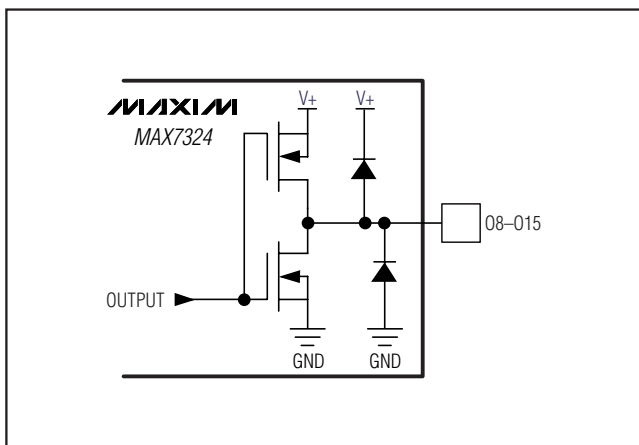 MAXIM
MAX7324
V+
V+
OUTPUT
O8–O15
GND
GND